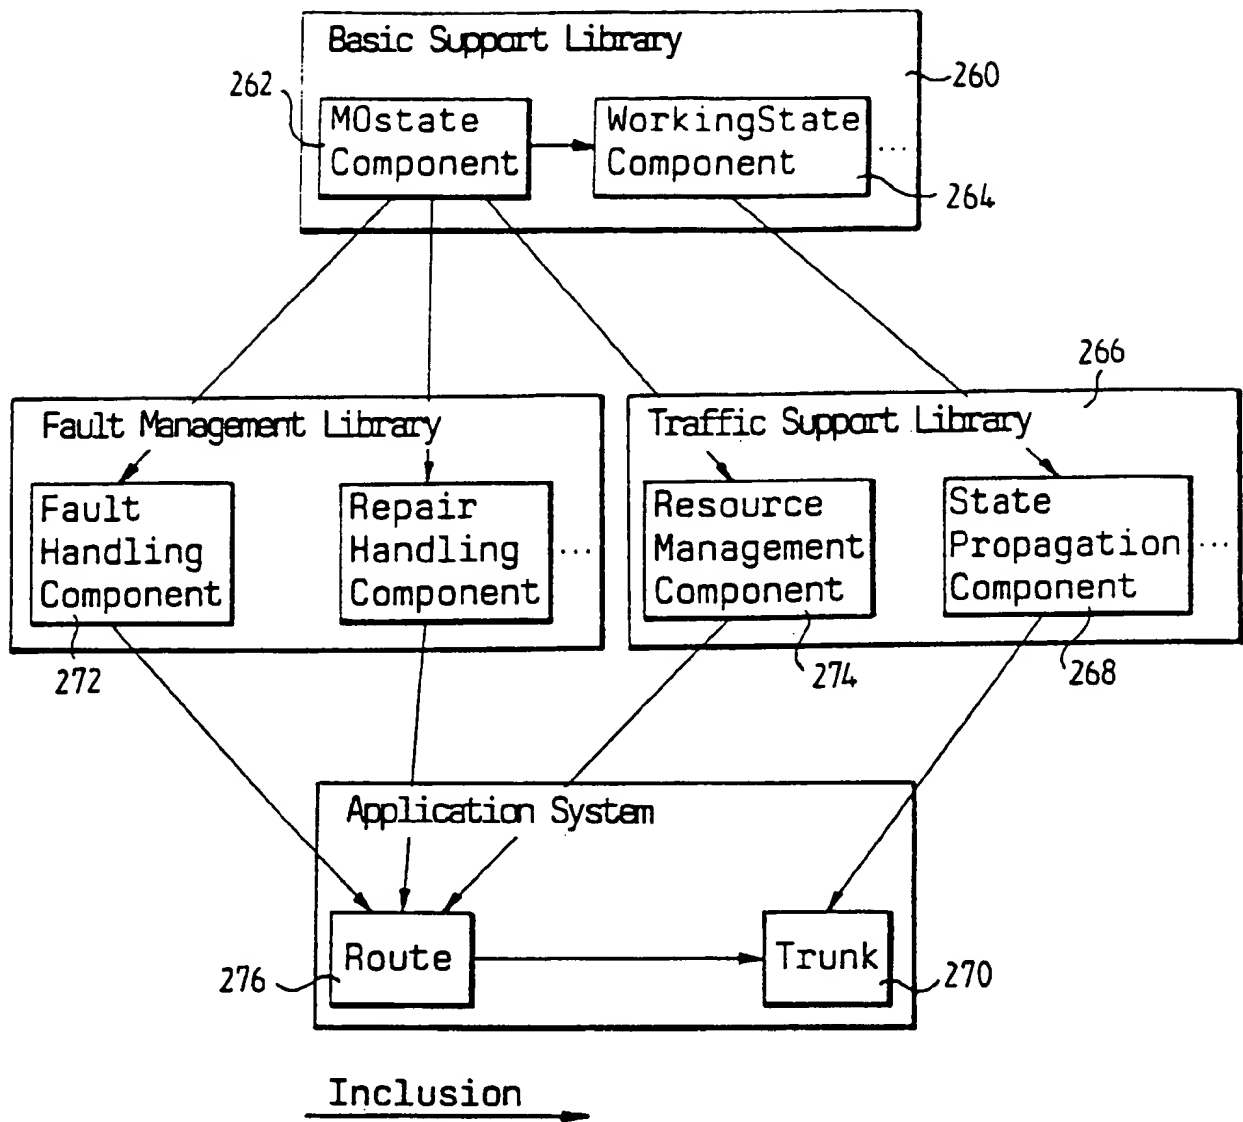 Basic Support Library
260
262
MOstate
Component
WorkingState
Component
...
264
266
Fault Management Library
Traffic Support Library
Fault
Handling
Component
Repair
Handling
Component
...
Resource
Management
Component
State
Propagation
Component
...
272
274
268
Application System
Route
Trunk
276
270
Inclusion